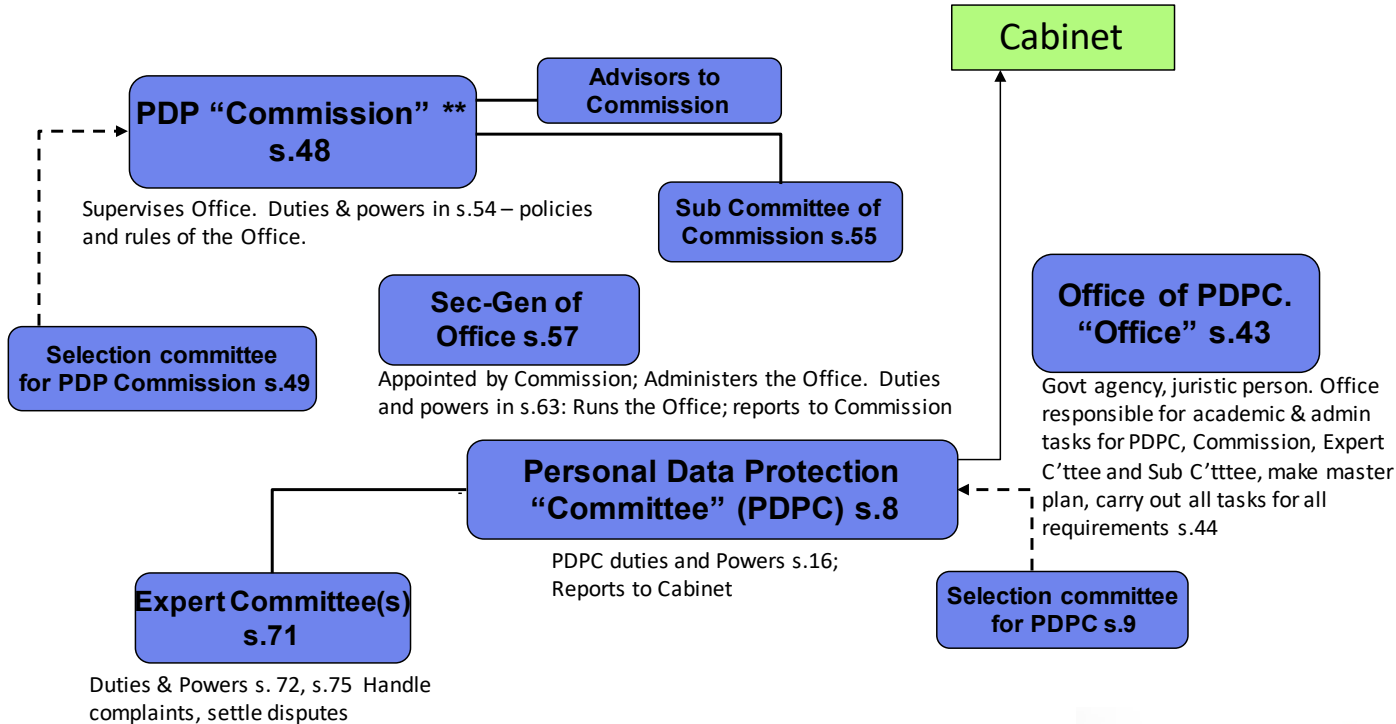 Cabinet
Advisors to
Commission
PDP “Commission” **
s.48
Supervises Office.  Duties & powers in s.54 – policies
and rules of the Office.
Sub Committee of
Commission s.55
Sec-Gen of
Office s.57
Office of PDPC.
“Office” s.43
Selection committee
for PDP Commission s.49
Appointed by Commission; Administers the Office.  Duties
and powers in s.63: Runs the Office; reports to Commission
Govt agency, juristic person. Office
responsible for academic & admin
tasks for PDPC, Commission, Expert
C’ttee and Sub C’tttee, make master
plan, carry out all tasks for all
requirements s.44
Personal Data Protection
“Committee” (PDPC) s.8
PDPC duties and Powers s.16;
Reports to Cabinet
Expert Committee(s)
s.71
Selection committee
for PDPC s.9
Duties & Powers s. 72, s.75  Handle
complaints, settle disputes